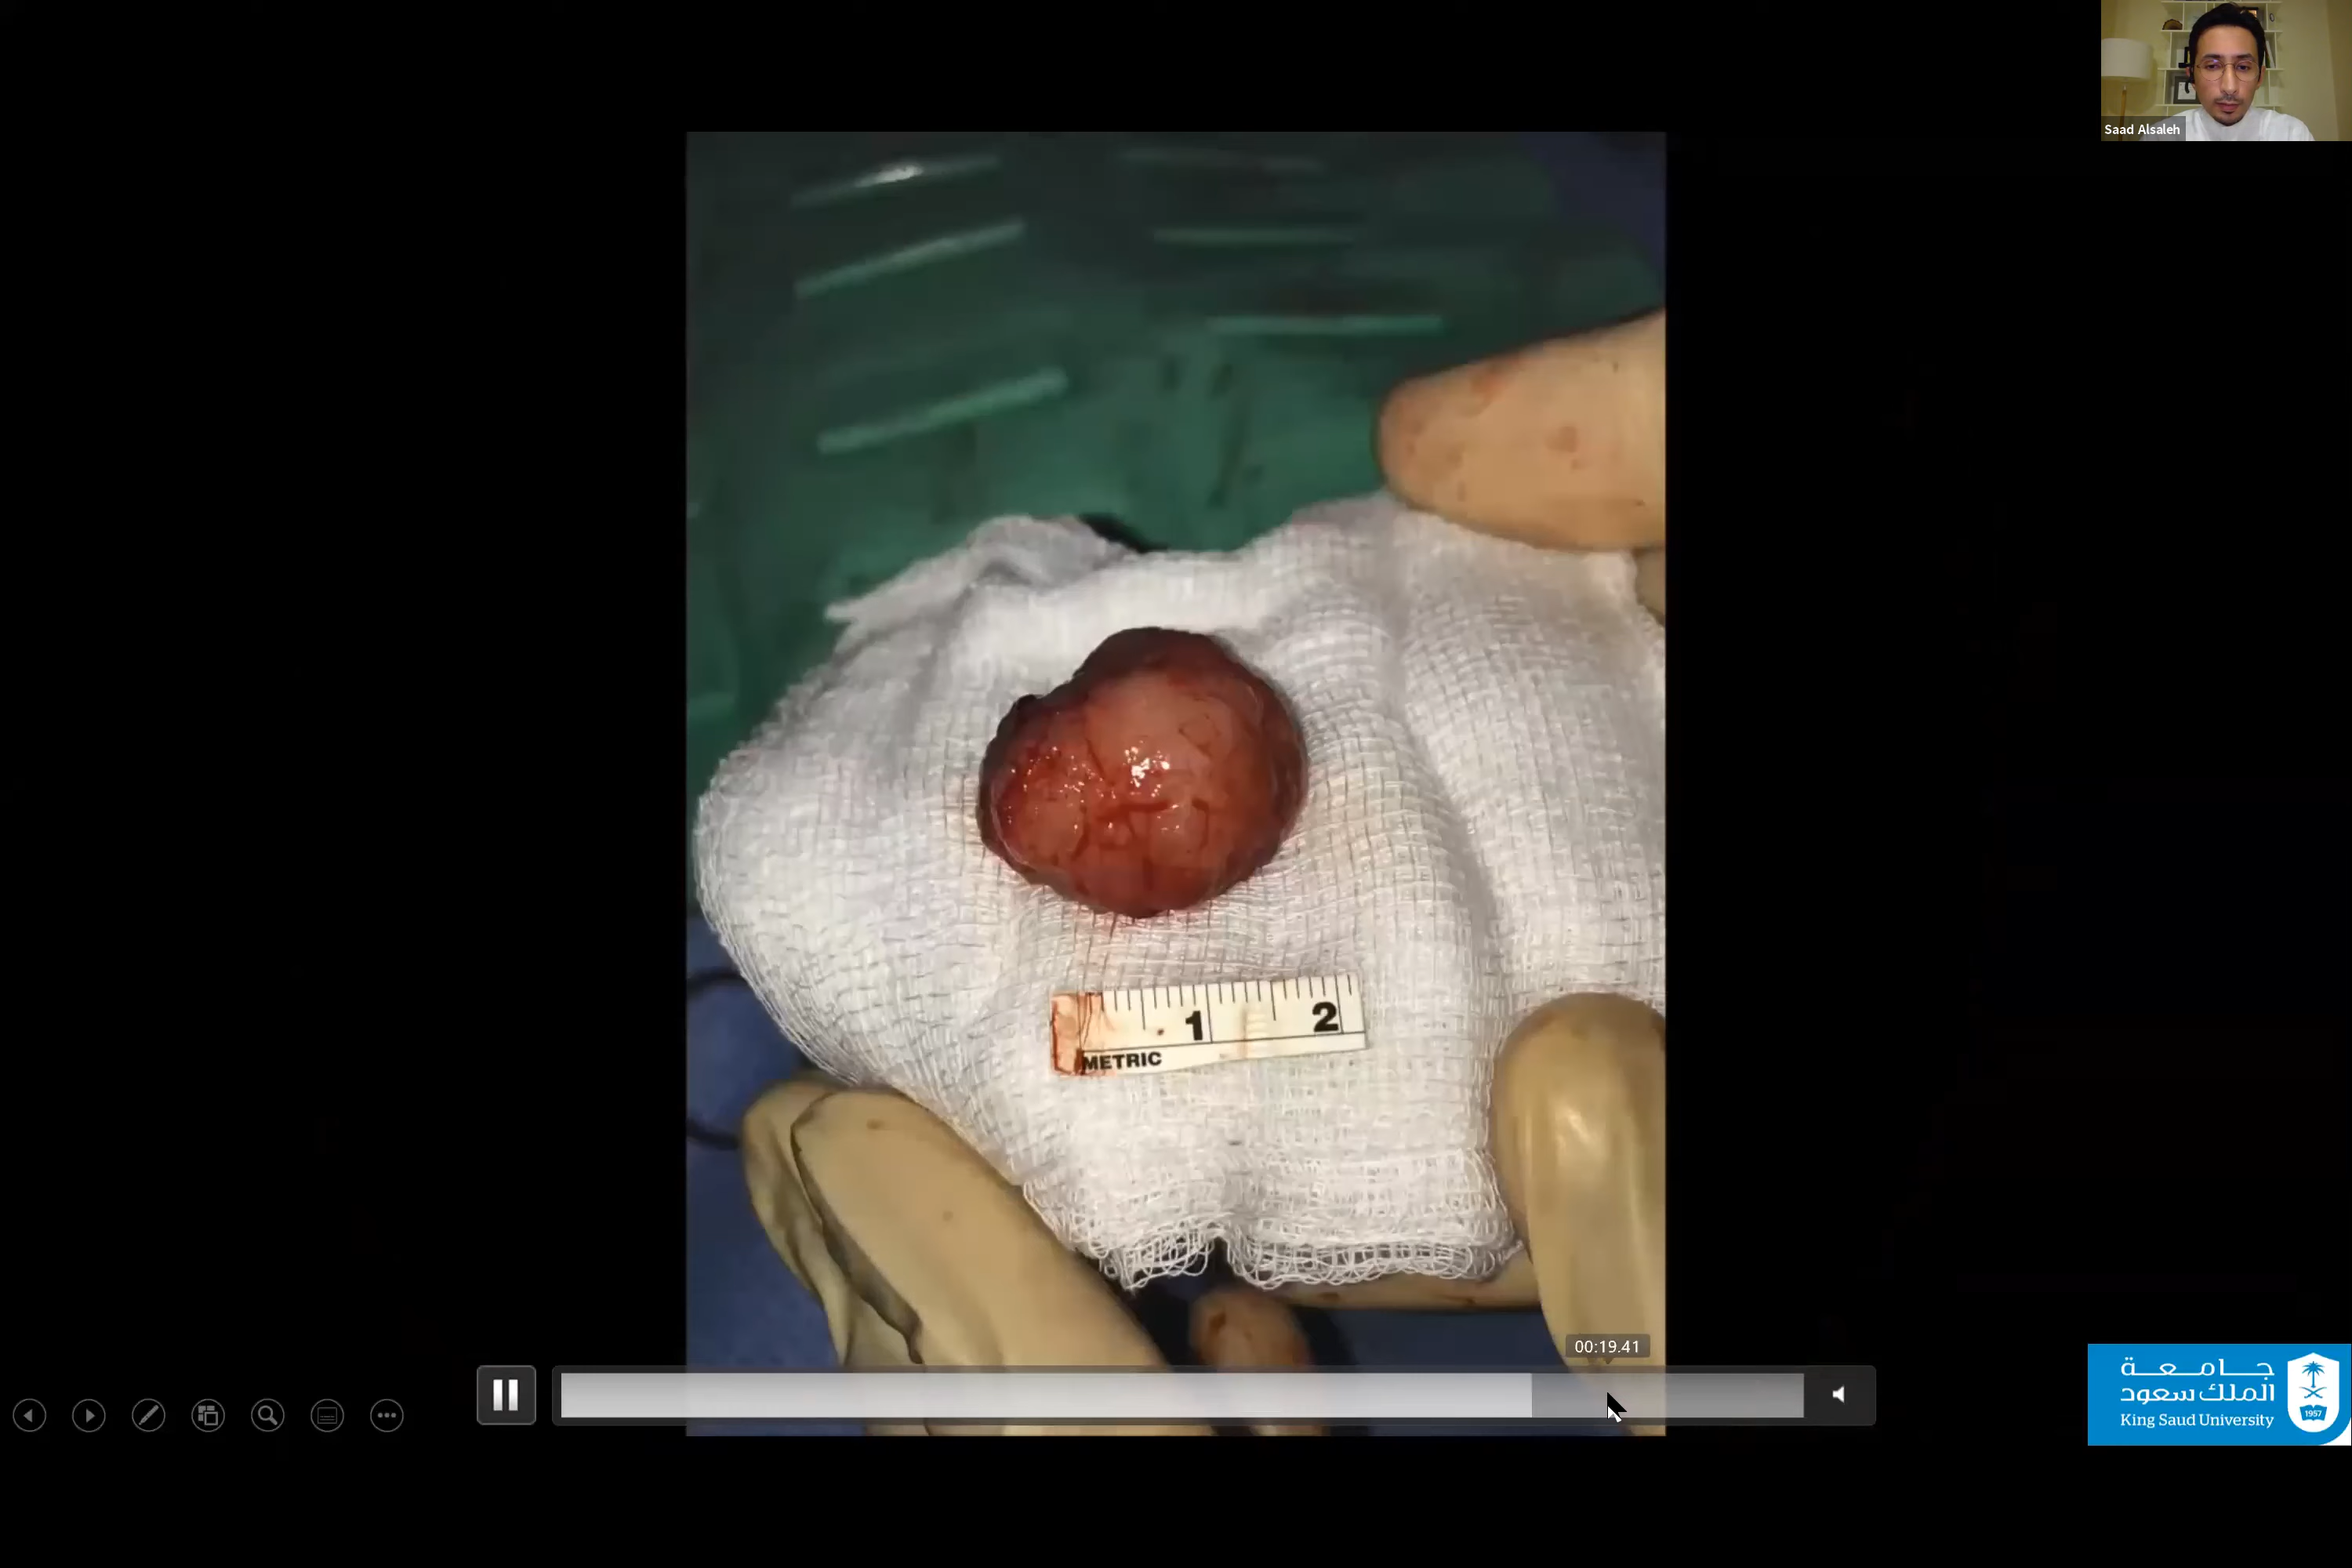 Saad Alsaleh
1 2
METRIC
00:19.41
جامعة
الملك سعود
King Saud University
1957